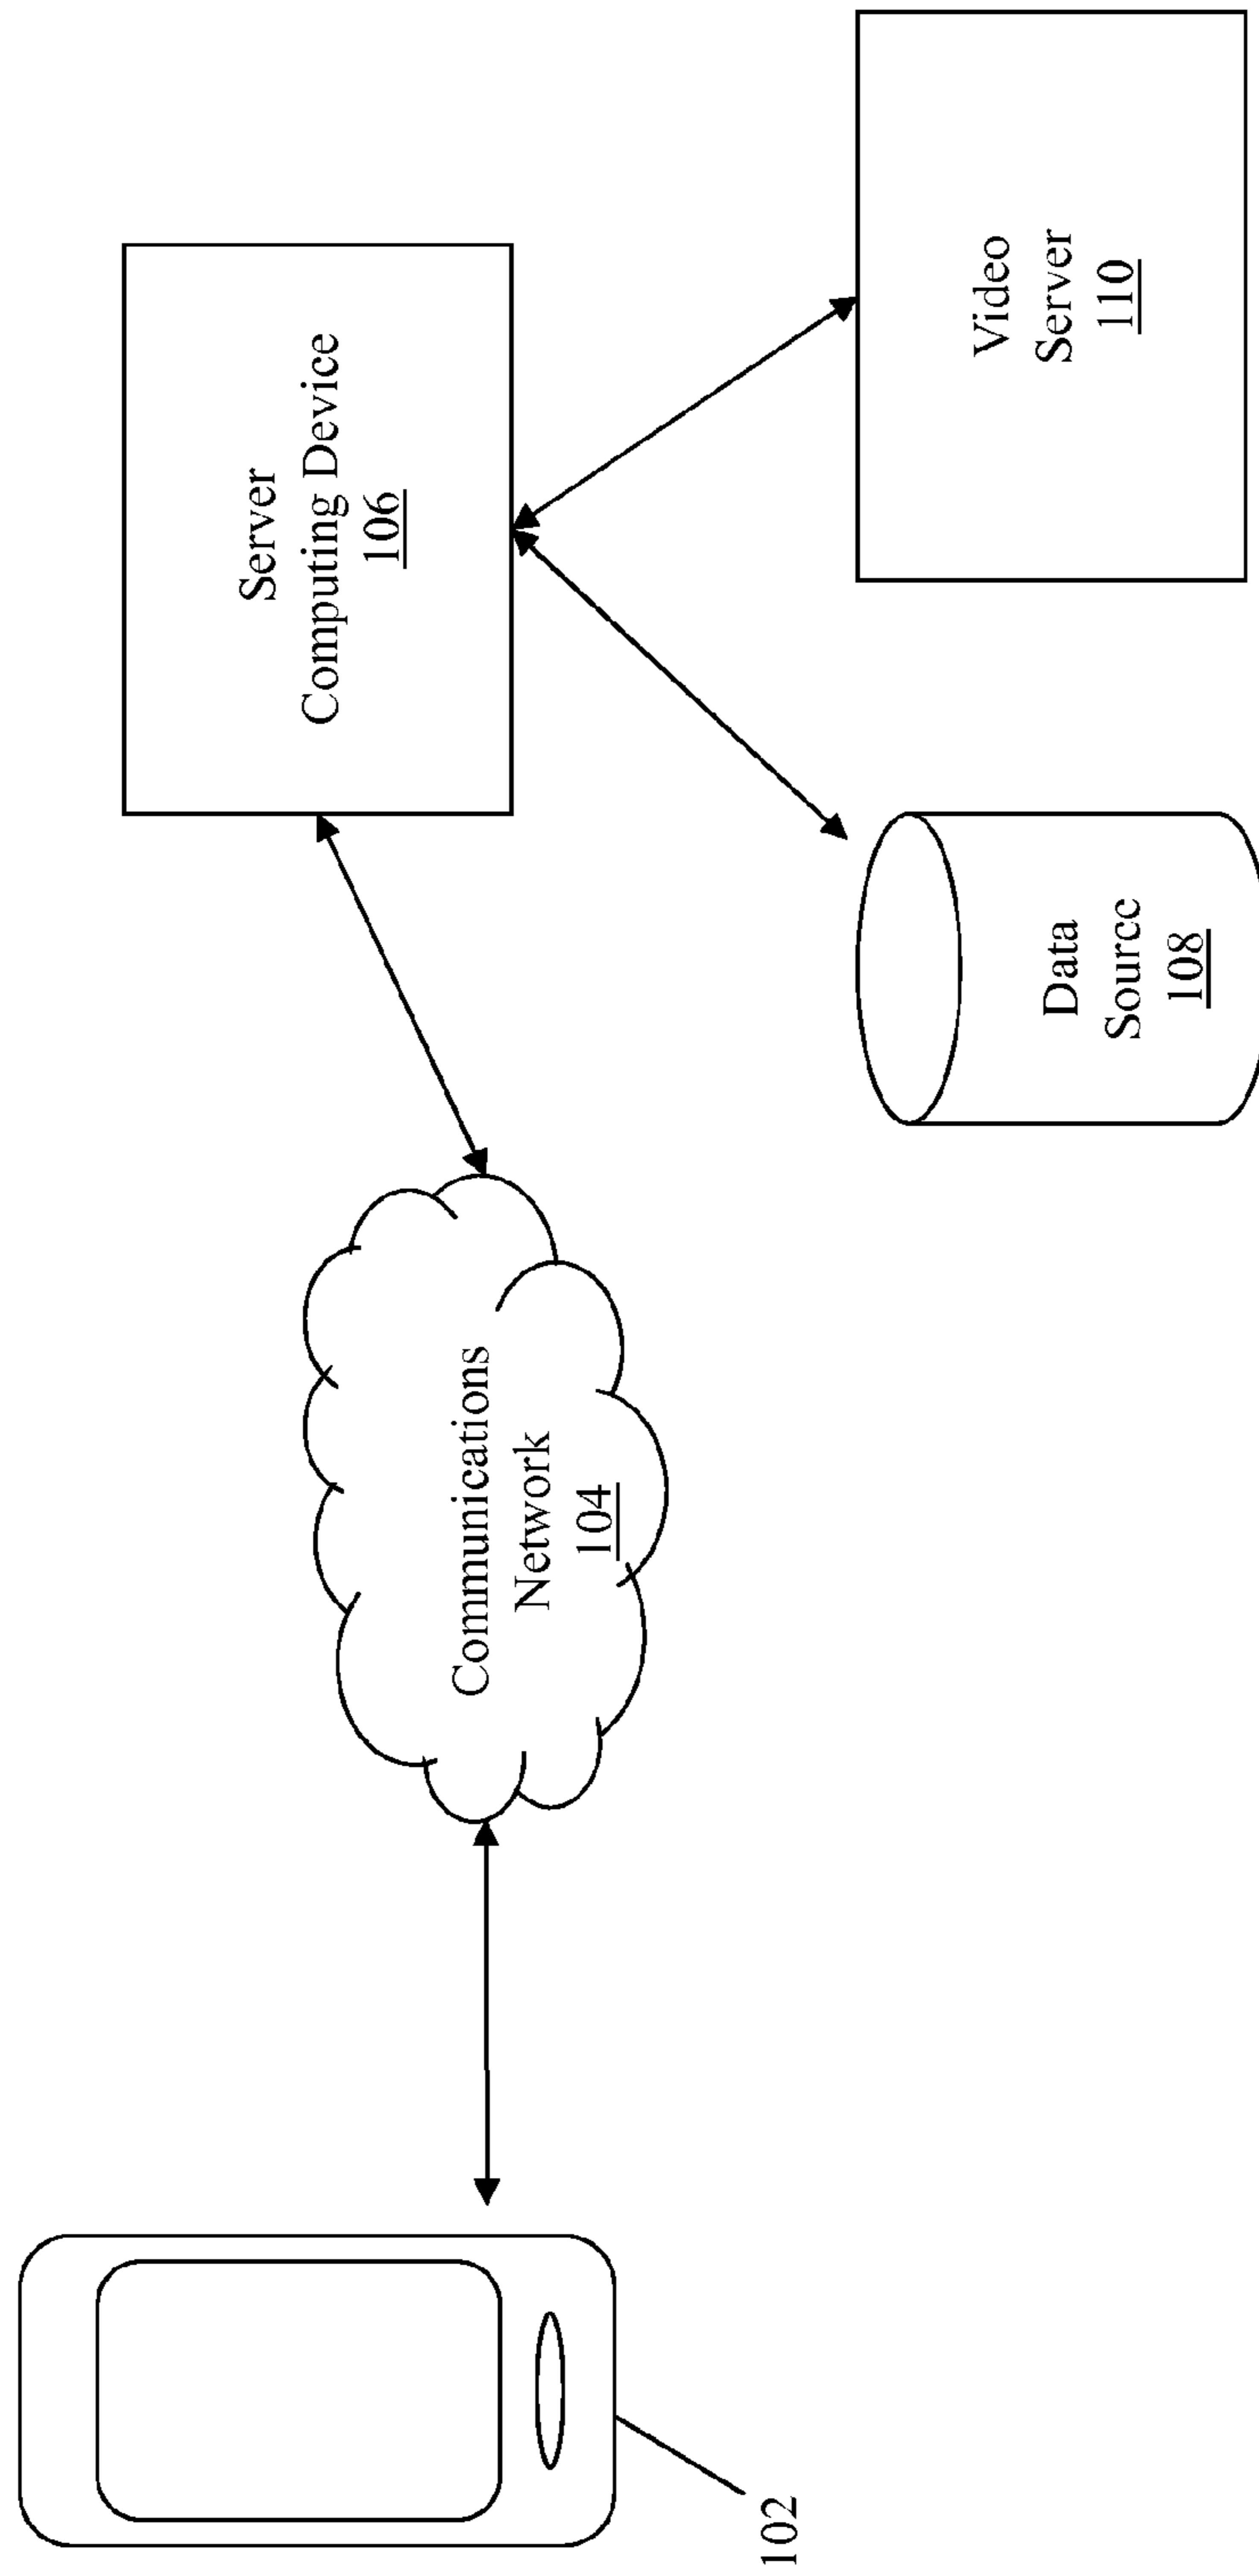 Server
Computing Device
106
Video
Server
110
Data
Source
108
Communications
Network
104
102